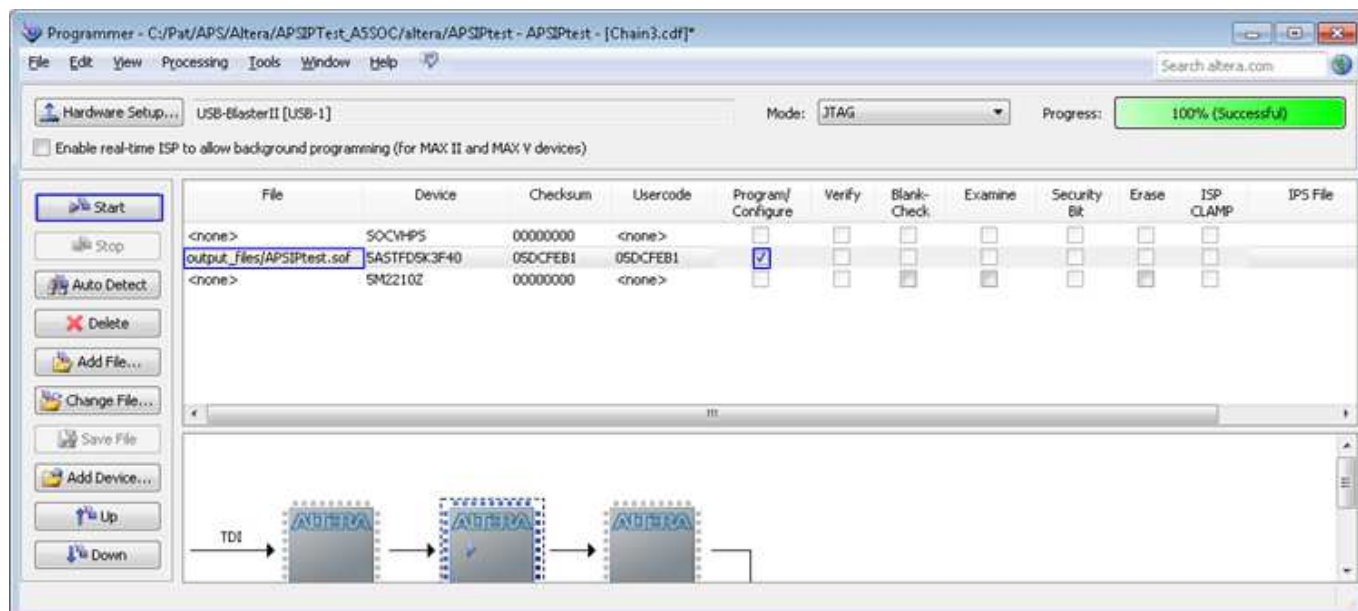 Programmer - C:/Pat/APS/Altera/APSIPTest_A5SOC/altera/APSIPtest - APSIPtest - [Chain3.cdf]*
File Edit View Processing Tools Window Help
Search altera.com
Hardware Setup... USB-BlasterII [USB-1] Mode: JTAG Progress: 100% (Successful)
Enable real-time ISP to allow background programming (for MAX II and MAX V devices)
Start
Stop
Auto Detect
Delete
Add File...
Change File...
Save File
Add Device...
Up
Down
File Device Checksum Usercode Program/Configure Verify Blank-Check Examine Security Bit Erase ISP CLAMP IPS File
<none> SOCVHPS 00000000 <none>
output_files/APSIPtest.sof 5ASTFD5K3F40 05DCFEB1 05DCFEB1
<none> 5M2210Z 00000000 <none>
TDI
ALTERA ALTERA ALTERA